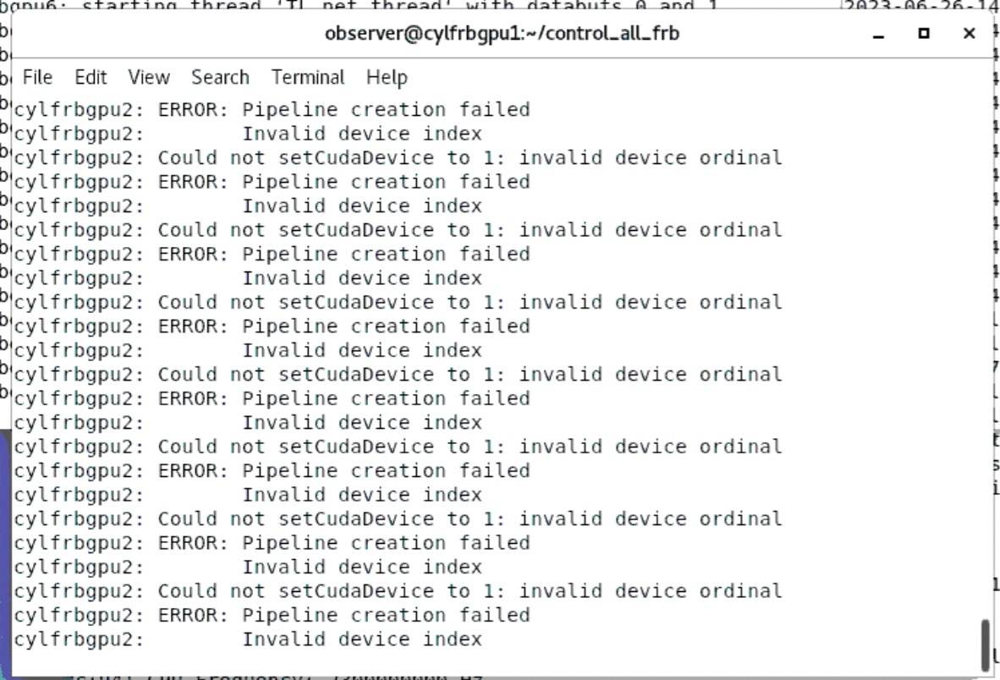 bgpu6: starting thread 'TL_net_thread' with databufs 0 and 1
2023-06-26-14
observer@cylfrbgpu1:~/control_all_frb
File Edit View Search Terminal Help
cylfrbgpu2: ERROR: Pipeline creation failed
cylfrbgpu2:        Invalid device index
cylfrbgpu2: Could not setCudaDevice to 1: invalid device ordinal
cylfrbgpu2: ERROR: Pipeline creation failed
cylfrbgpu2:        Invalid device index
cylfrbgpu2: Could not setCudaDevice to 1: invalid device ordinal
cylfrbgpu2: ERROR: Pipeline creation failed
cylfrbgpu2:        Invalid device index
cylfrbgpu2: Could not setCudaDevice to 1: invalid device ordinal
cylfrbgpu2: ERROR: Pipeline creation failed
cylfrbgpu2:        Invalid device index
cylfrbgpu2: Could not setCudaDevice to 1: invalid device ordinal
cylfrbgpu2: ERROR: Pipeline creation failed
cylfrbgpu2:        Invalid device index
cylfrbgpu2: Could not setCudaDevice to 1: invalid device ordinal
cylfrbgpu2: ERROR: Pipeline creation failed
cylfrbgpu2:        Invalid device index
cylfrbgpu2: Could not setCudaDevice to 1: invalid device ordinal
cylfrbgpu2: ERROR: Pipeline creation failed
cylfrbgpu2:        Invalid device index
cylfrbgpu2: Could not setCudaDevice to 1: invalid device ordinal
cylfrbgpu2: ERROR: Pipeline creation failed
cylfrbgpu2:        Invalid device index